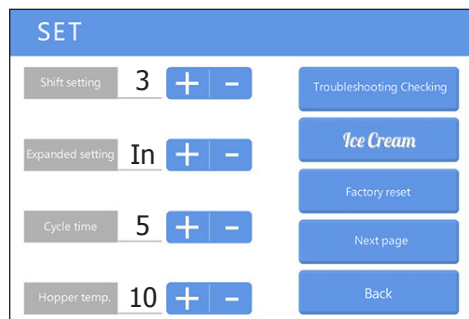 SET
Shift setting 3 + −
Troubleshooting Checking
Expanded setting In + −
Ice Cream
Factory reset
Cycle time 5 + −
Next page
Hopper temp. 10 + −
Back